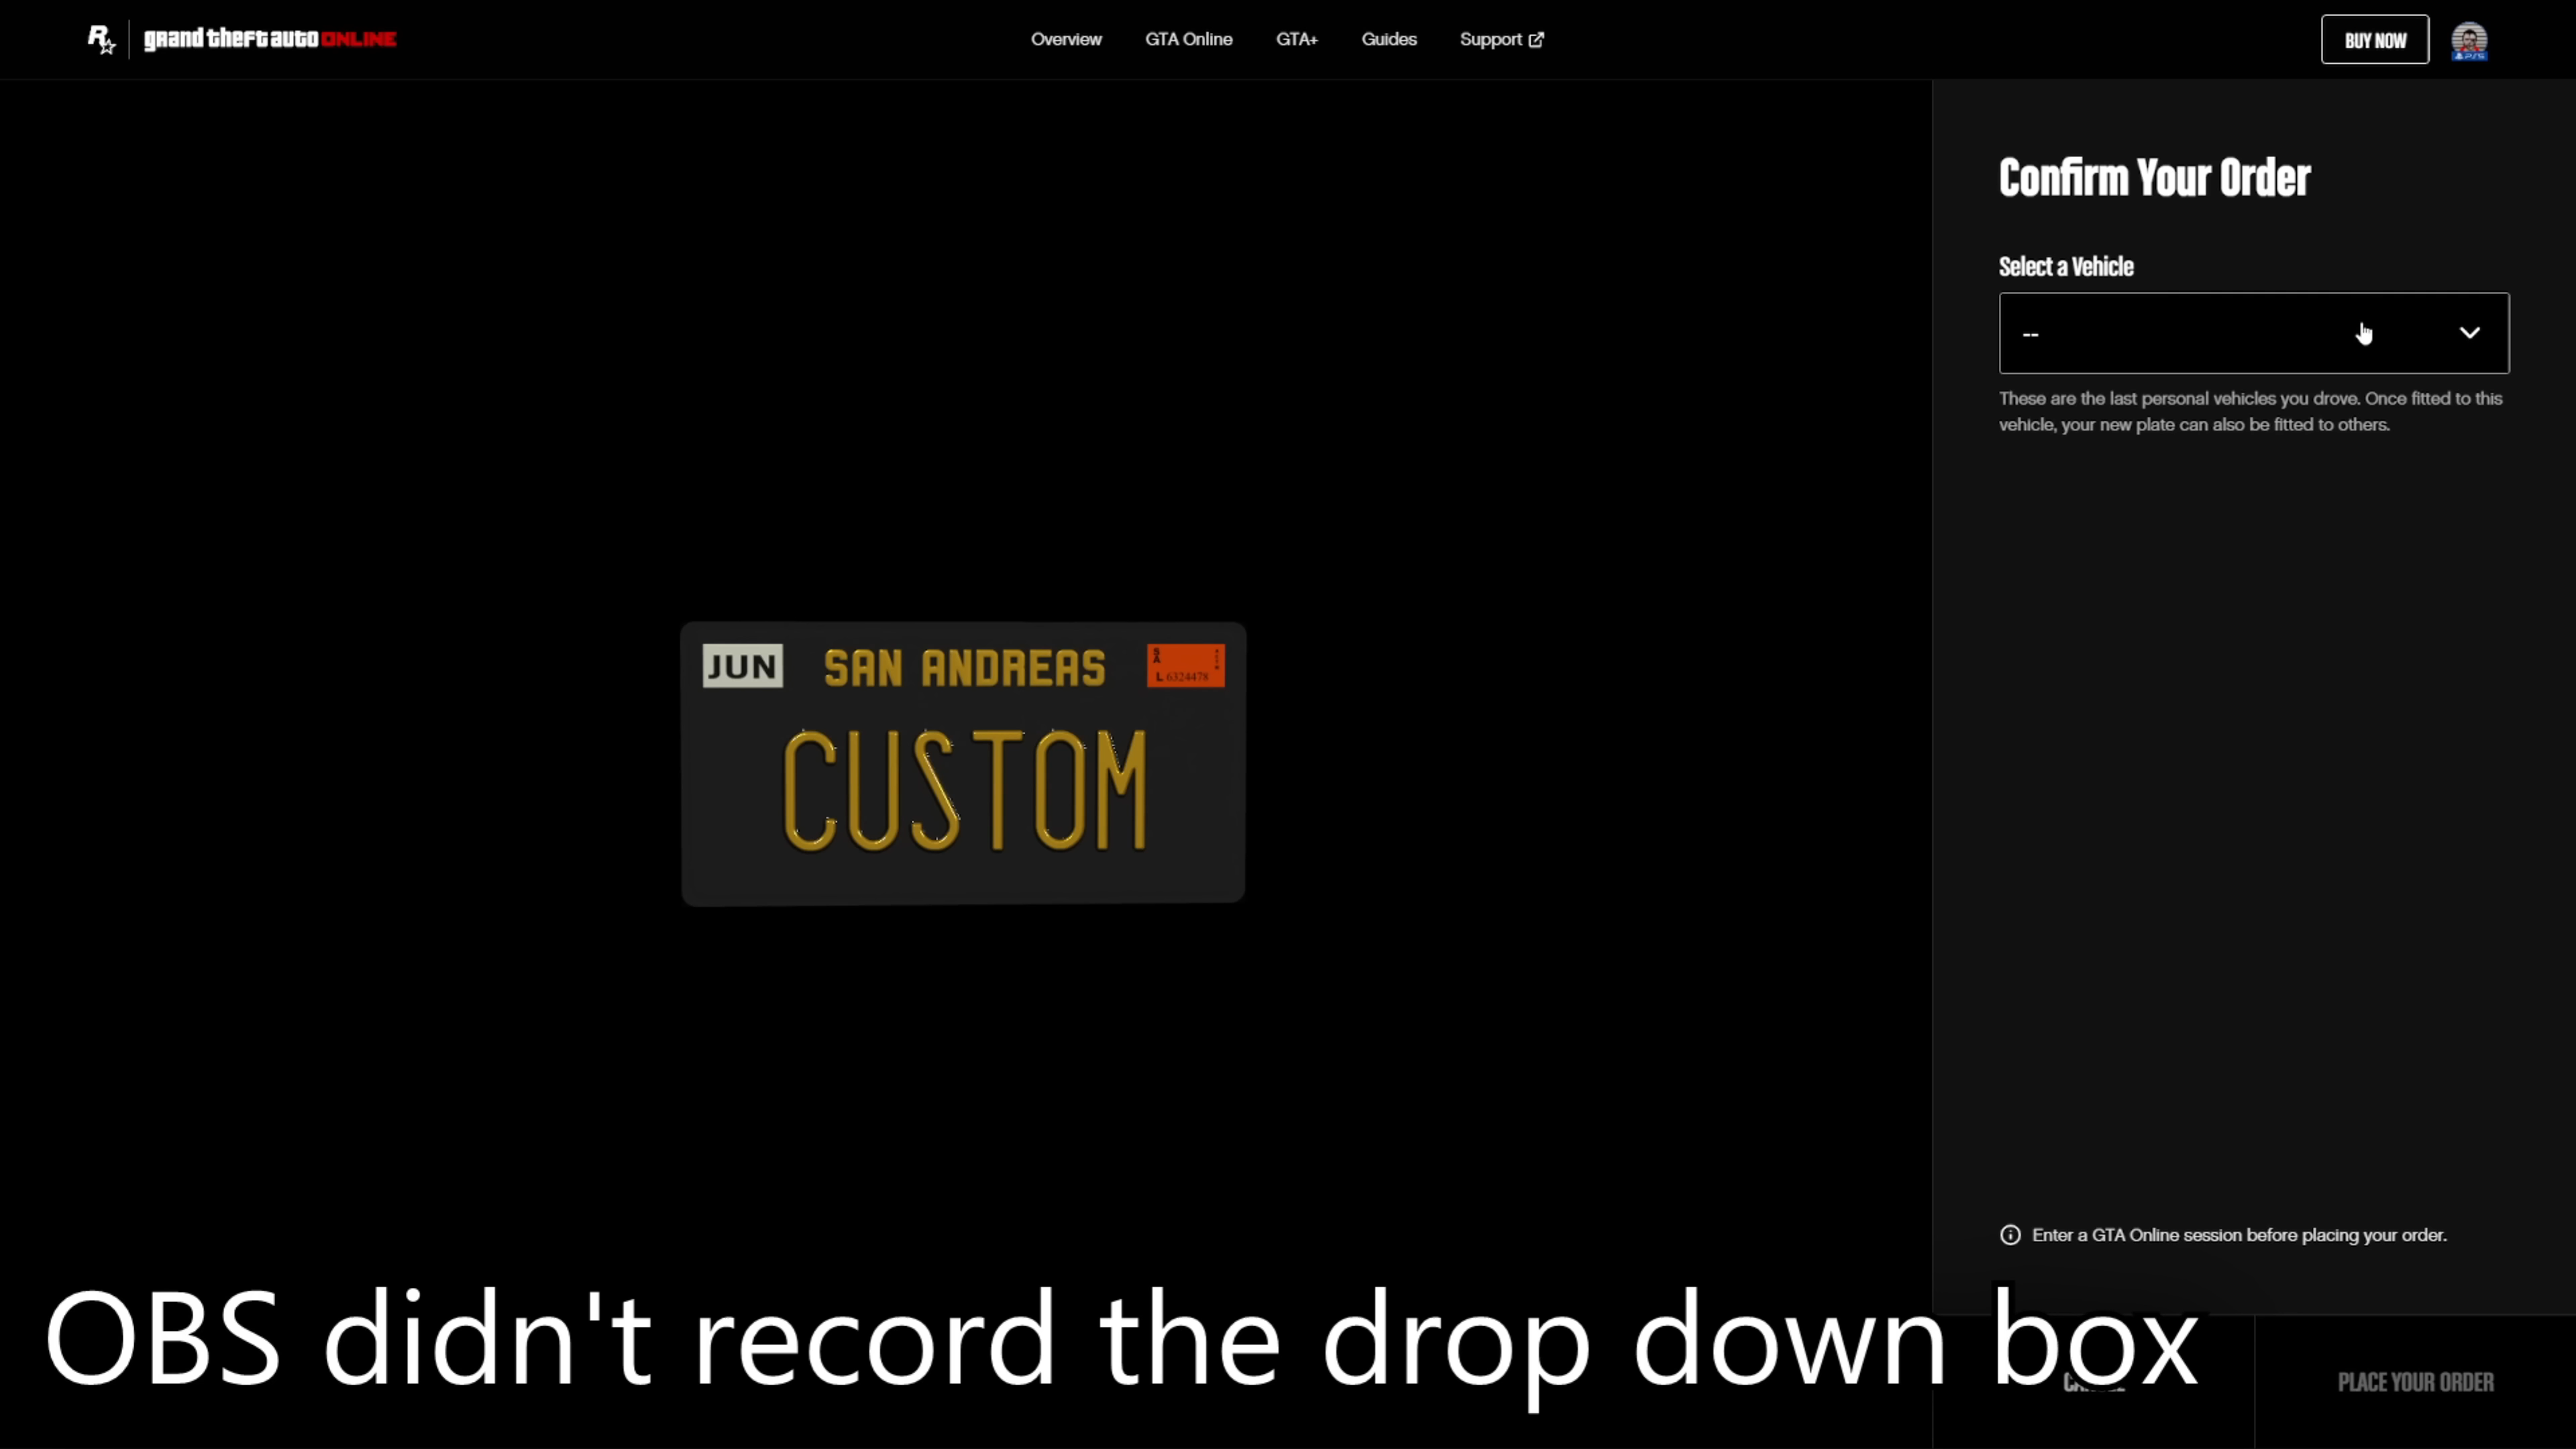 R
grand theft auto ONLINE
Overview
GTA Online
GTA+
Guides
Support
BUY NOW
PS5
Confirm Your Order
Select a Vehicle
--
These are the last personal vehicles you drove. Once fitted to this
vehicle, your new plate can also be fitted to others.
JUN
SAN ANDREAS
SA
L 6324478
CUSTOM
Enter a GTA Online session before placing your order.
OBS didn't record the drop down box
PLACE YOUR ORDER